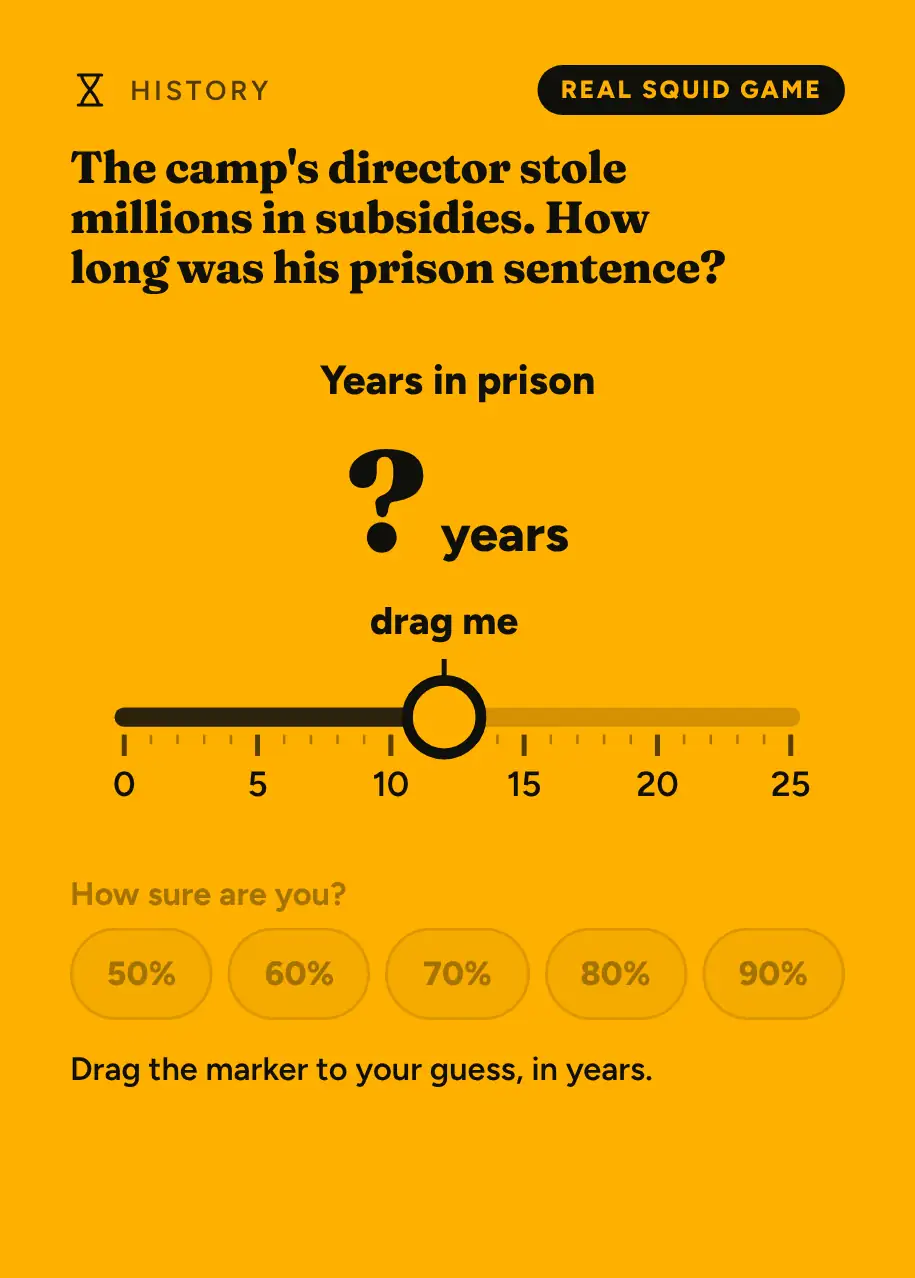 HISTORY
REAL SQUID GAME
The camp's director stole
millions in subsidies. How
long was his prison sentence?
Years in prison
? years
drag me
0 5 10 15 20 25
How sure are you?
50% 60% 70% 80% 90%
Drag the marker to your guess, in years.